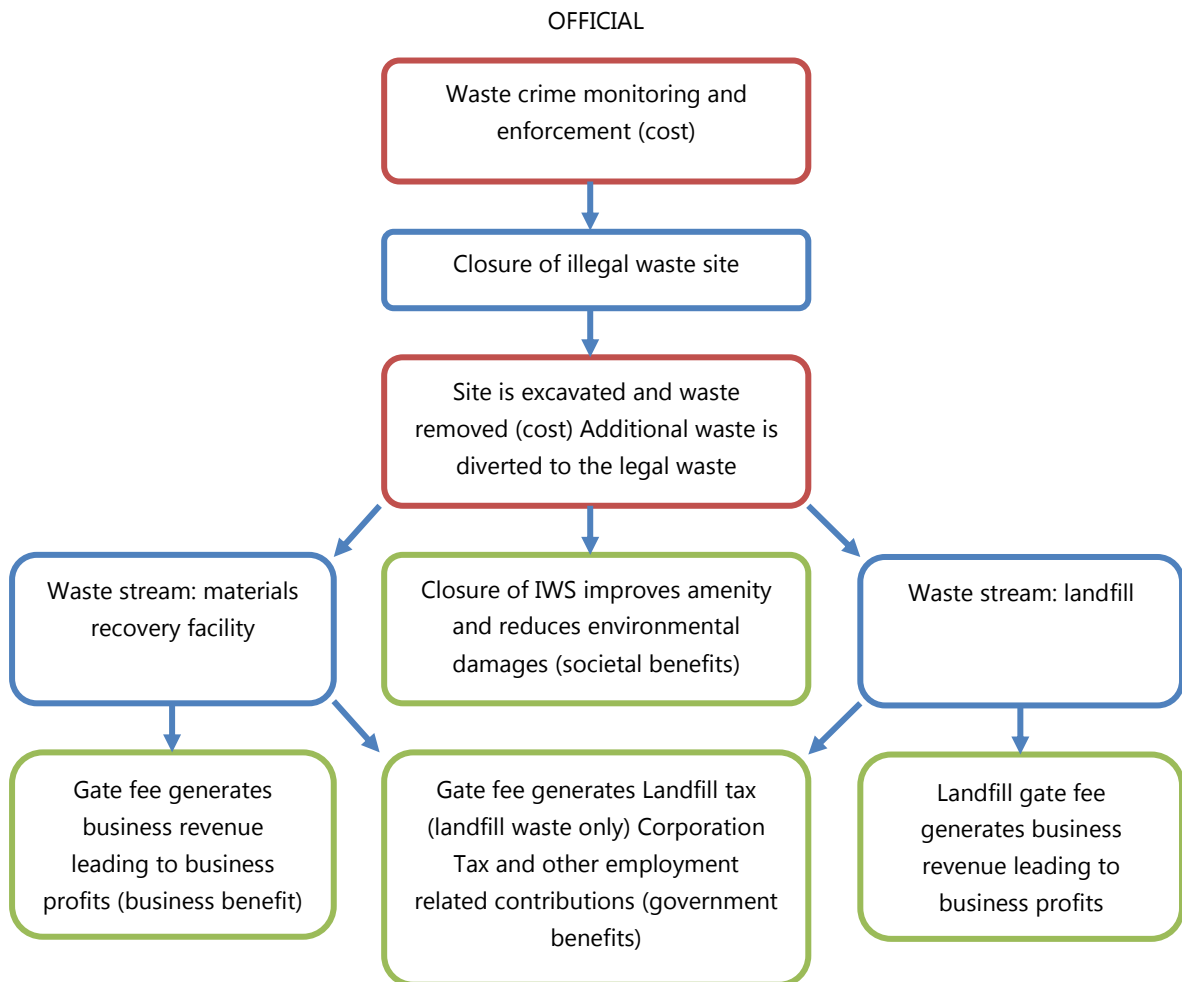 OFFICIAL
Waste crime monitoring and
enforcement (cost)
Closure of illegal waste site
Site is excavated and waste
removed (cost) Additional waste is
diverted to the legal waste
Waste stream: materials
recovery facility
Closure of IWS improves amenity
and reduces environmental
damages (societal benefits)
Waste stream: landfill
Gate fee generates
business revenue
leading to business
profits (business benefit)
Gate fee generates Landfill tax
(landfill waste only) Corporation
Tax and other employment
related contributions (government
benefits)
Landfill gate fee
generates business
revenue leading to
business profits